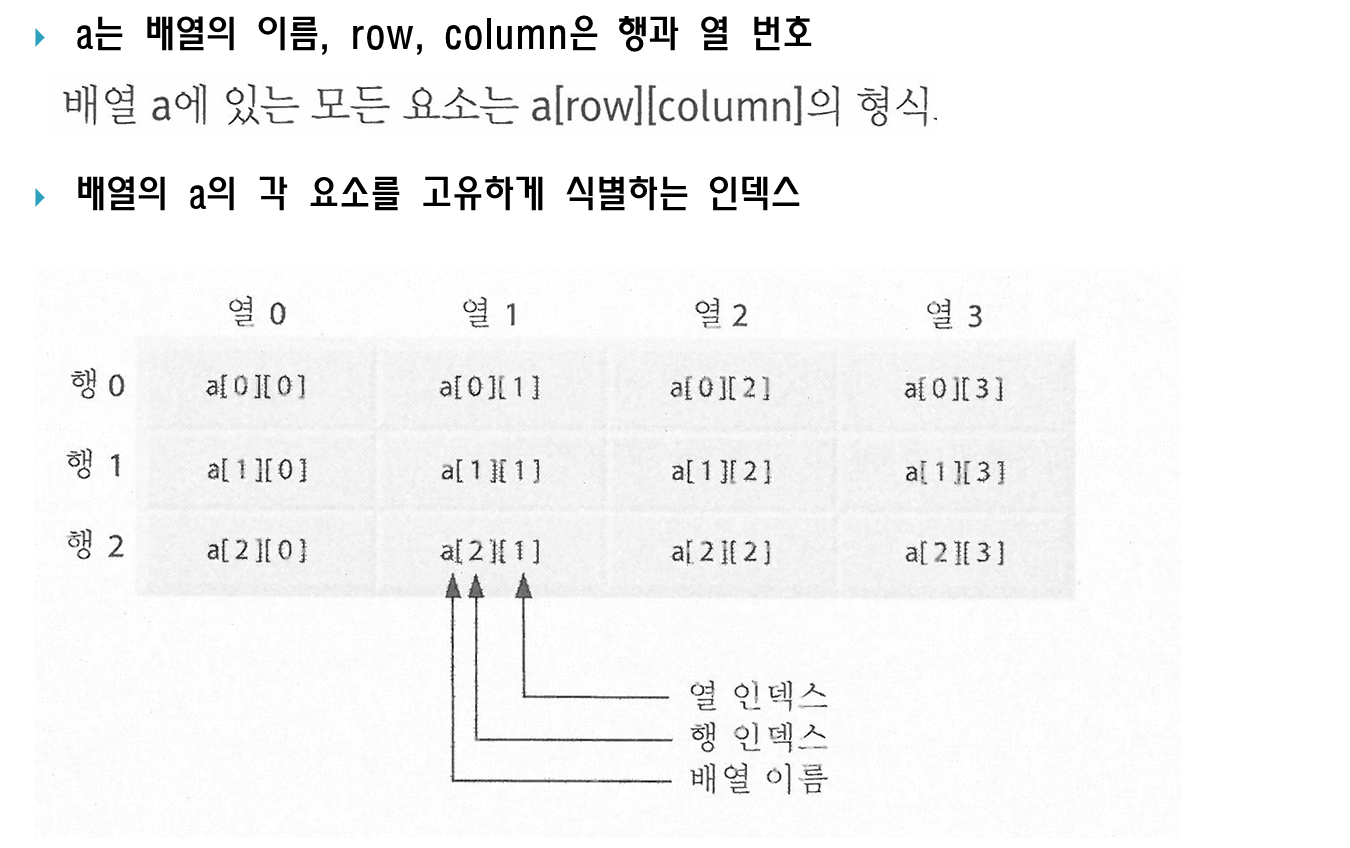 a는 배열의 이름, row, column은 행과 열 번호
배열 a에 있는 모든 요소는 a[row][column]의 형식.
배열의 a의 각 요소를 고유하게 식별하는 인덱스
열 0 열 1 열 2 열 3
행 0 a[0][0] a[0][1] a[0][2] a[0][3]
행 1 a[1][0] a[1][1] a[1][2] a[1][3]
행 2 a[2][0] a[2][1] a[2][2] a[2][3]
열 인덱스
행 인덱스
배열 이름